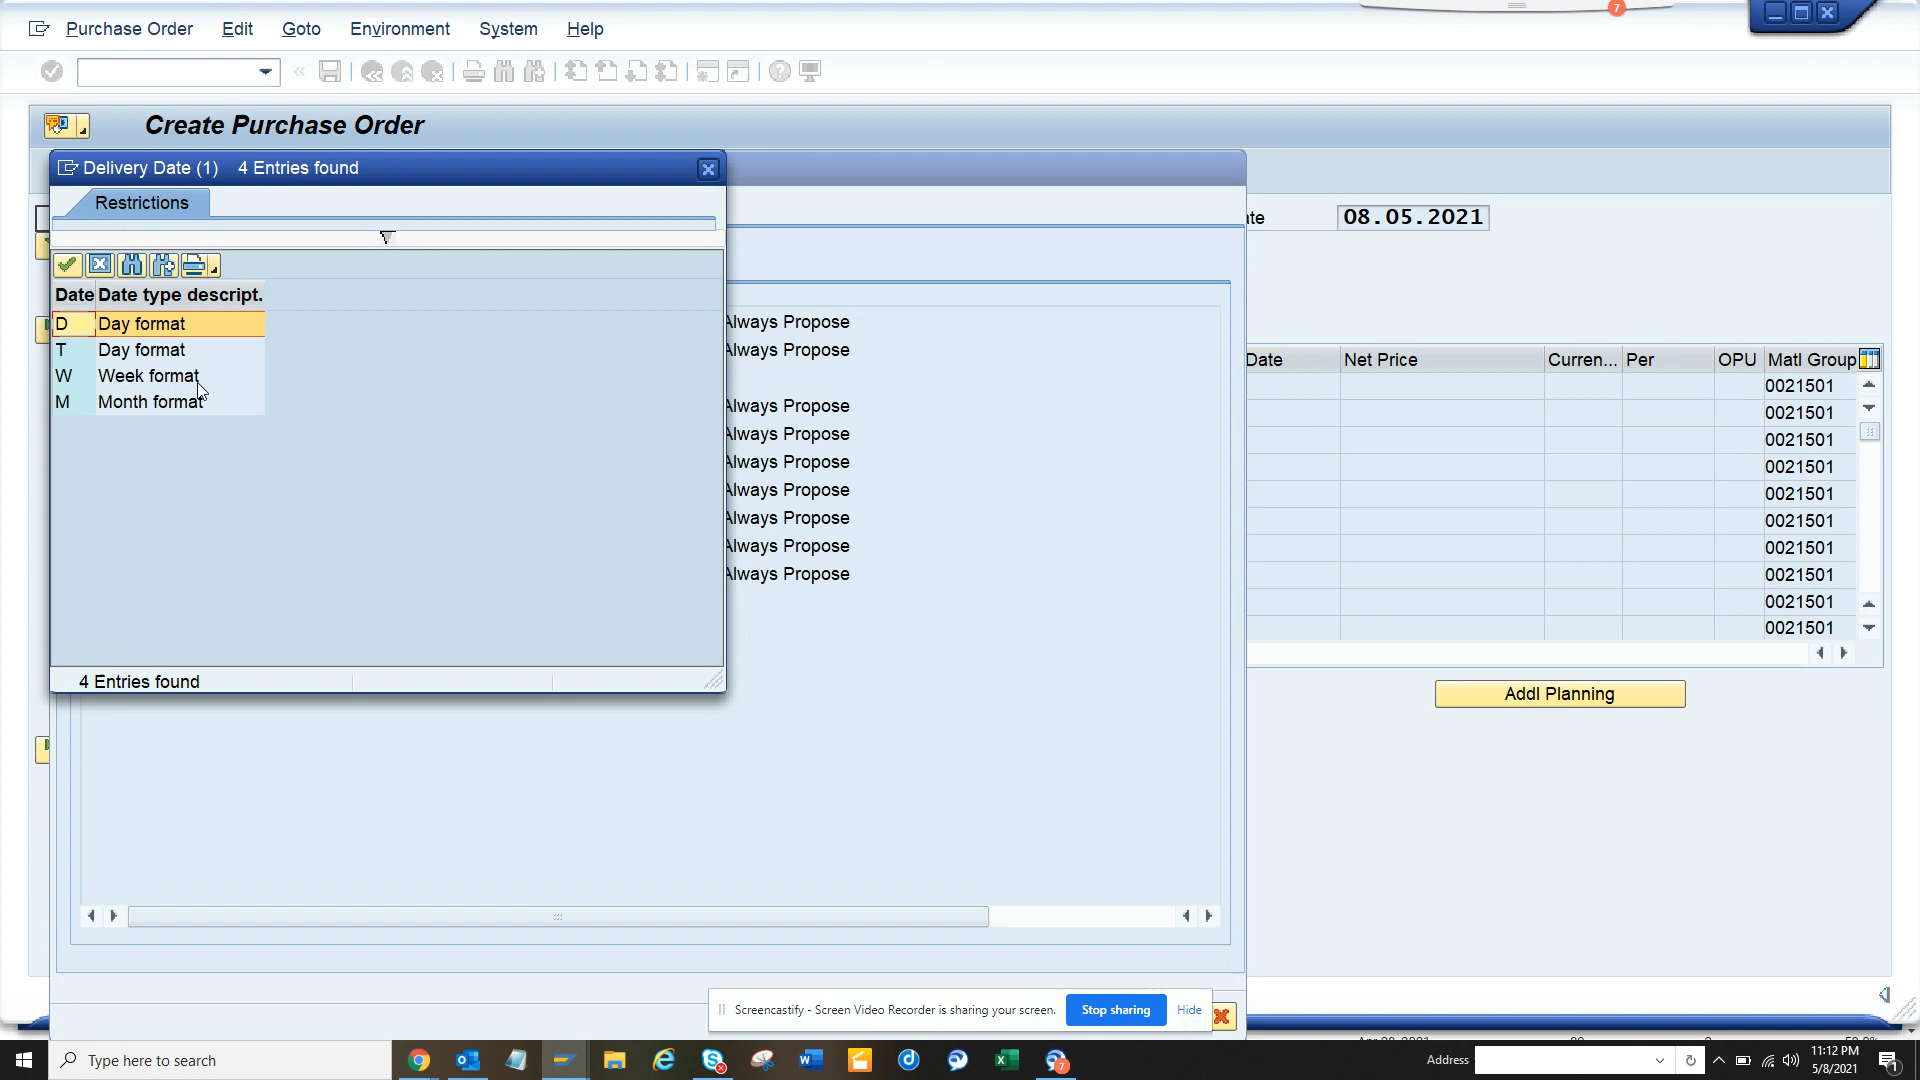 Purchase Order Edit Goto Environment System Help
7
Create Purchase Order
Delivery Date (1) 4 Entries found
Restrictions
te 08.05.2021
Date Date type descript.
D Day format
T Day format
W Week format
M Month format
4 Entries found
Always Propose
Always Propose
Always Propose
Always Propose
Always Propose
Always Propose
Always Propose
Always Propose
Always Propose
Date Net Price Curren... Per OPU Matl Group
0021501
0021501
0021501
0021501
0021501
0021501
0021501
0021501
0021501
0021501
Addl Planning
Screencastify - Screen Video Recorder is sharing your screen. Stop sharing Hide
Type here to search
7
Address
11:12 PM
5/8/2021
1